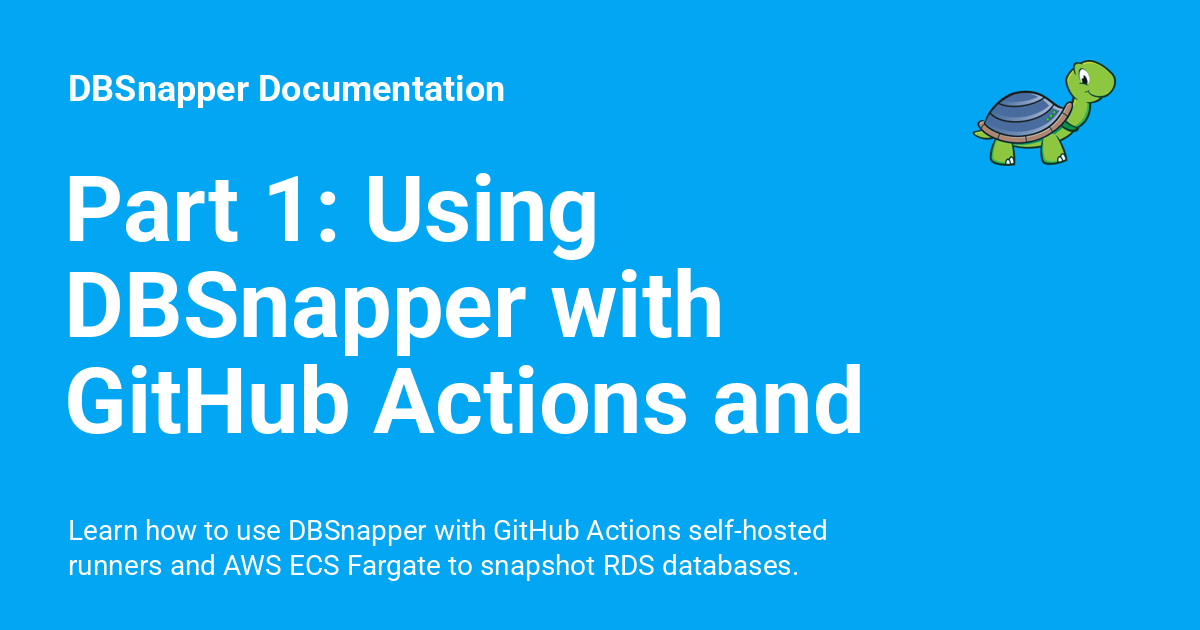 DBSnapper Documentation
Part 1: Using
DBSnapper with
GitHub Actions and
Learn how to use DBSnapper with GitHub Actions self-hosted
runners and AWS ECS Fargate to snapshot RDS databases.